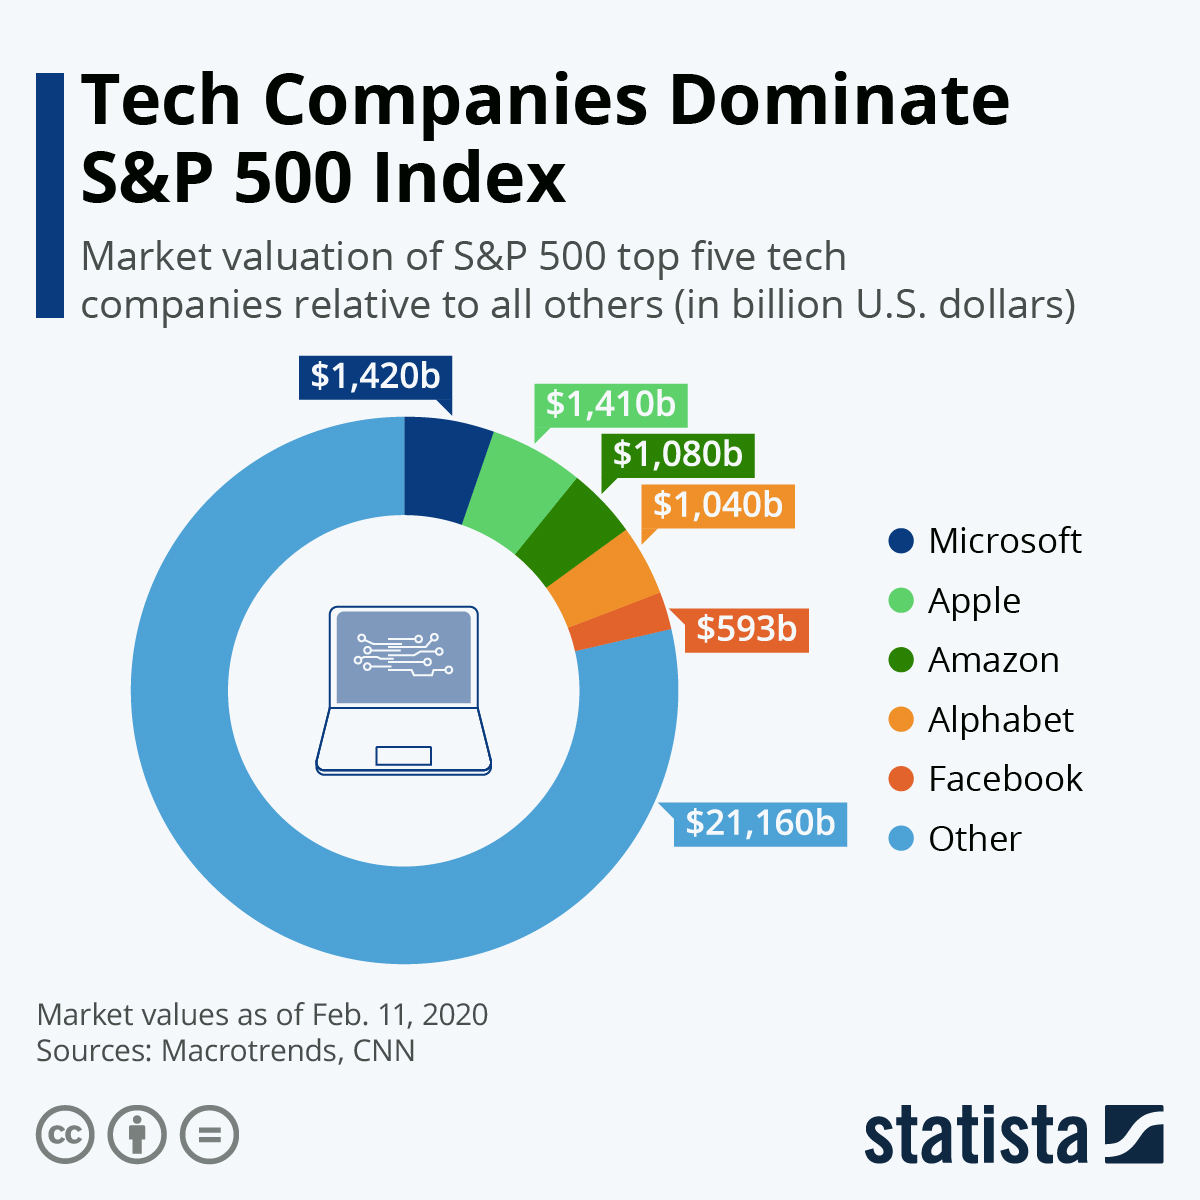 Tech Companies Dominate
S&P 500 Index
Market valuation of S&P 500 top five tech
companies relative to all others (in billion U.S. dollars)
$1,420b
$1,410b
$1,080b
$1,040b
$593b
$21,160b
Microsoft
Apple
Amazon
Alphabet
Facebook
Other
Market values as of Feb. 11, 2020
Sources: Macrotrends, CNN
cc
statista